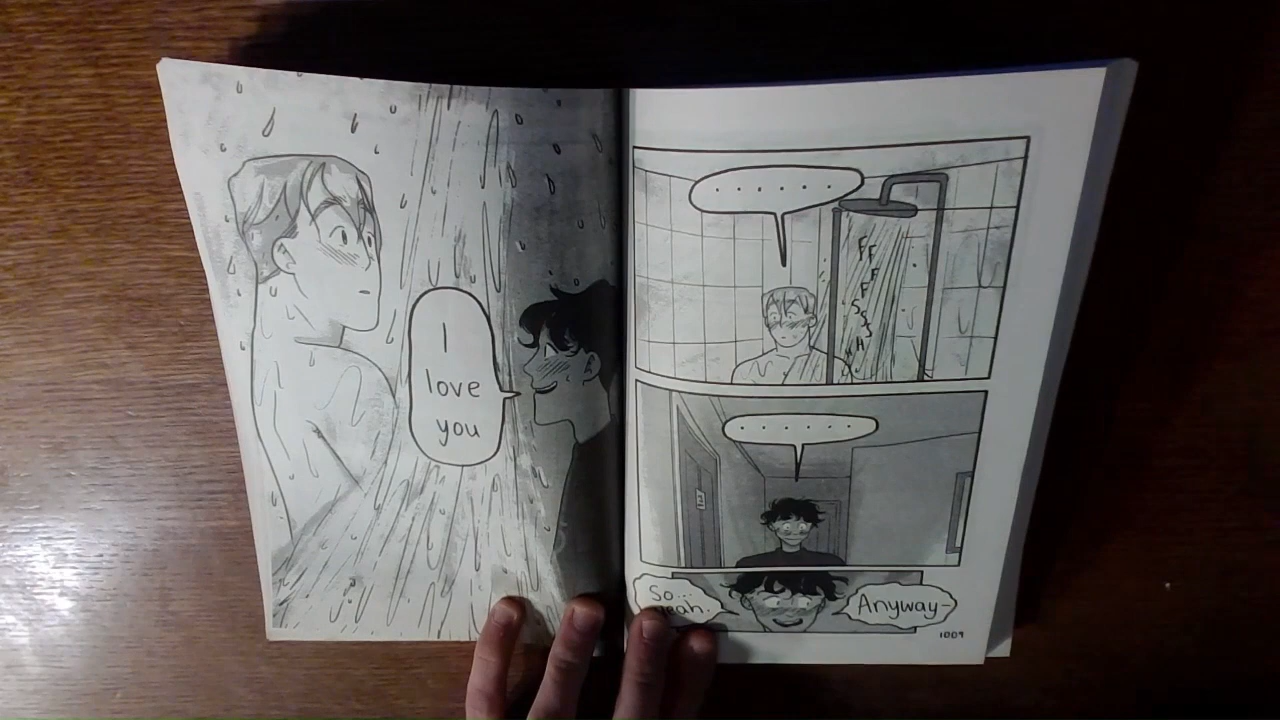 I
love
you
. . . . . .
FF
F
F
S
S
S
H
. . . . . .
So...
yeah.
Anyway-
1009